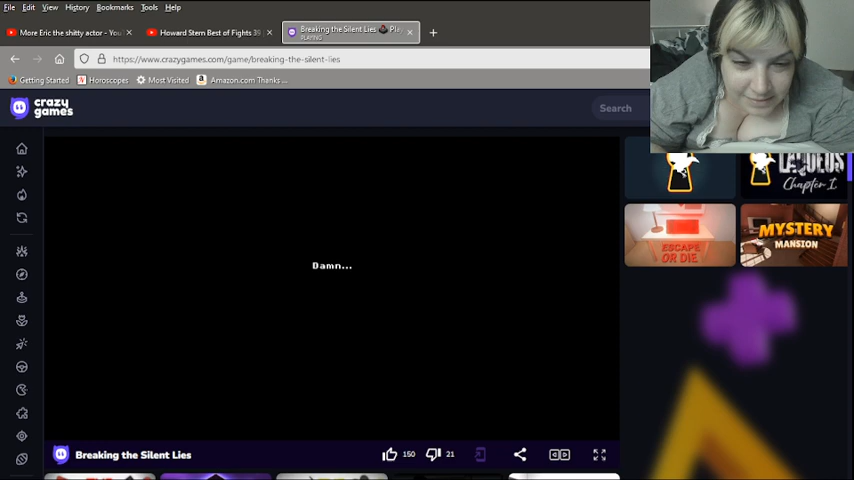 File Edit View History Bookmarks Tools Help
More Eric the shitty actor - You
Howard Stern Best of Fights 39 |
Breaking the Silent Lies Play
PLAYING
https://www.crazygames.com/game/breaking-the-silent-lies
Getting Started Horoscopes Most Visited Amazon.com Thanks ...
crazy
games
Search
Chapter I
Damn...
ESCAPE
OR DIE
MYSTERY
MANSION
Breaking the Silent Lies
150
21